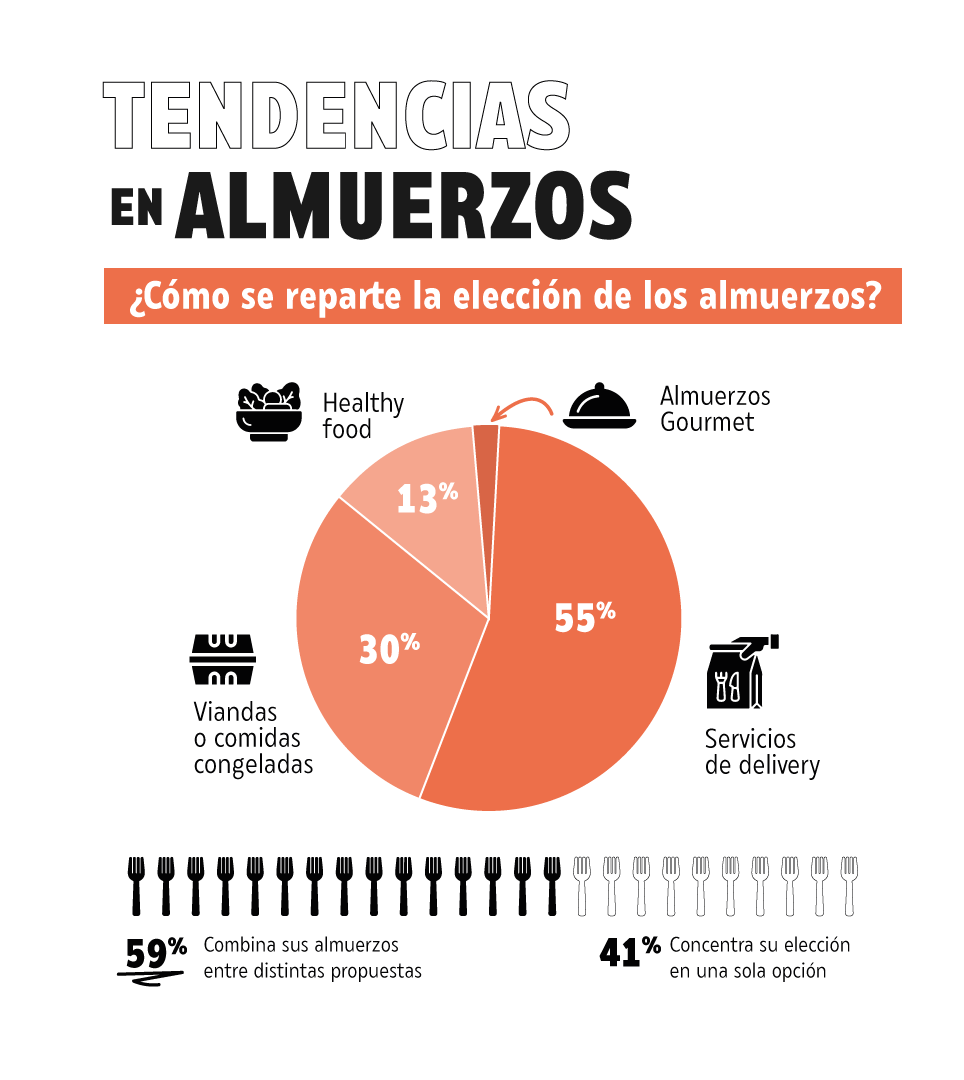 TENDENCIAS
EN ALMUERZOS
¿Cómo se reparte la elección de los almuerzos?
Healthy
food
Almuerzos
Gourmet
13%
55%
30%
Viandas
o comidas
congeladas
Servicios
de delivery
59% Combina sus almuerzos
entre distintas propuestas
41% Concentra su elección
en una sola opción